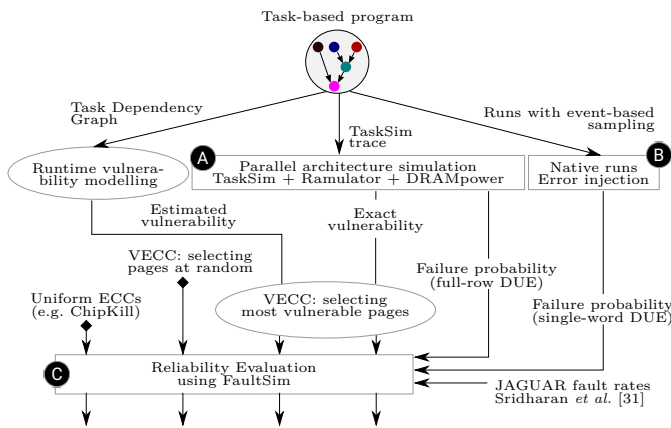 Task-based program
Task Dependency
Graph
TaskSim
trace
Runs with event-based
sampling
A
B
Runtime vulnera-
bility modelling
Parallel architecture simulation
TaskSim + Ramulator + DRAMpower
Native runs
Error injection
Estimated
vulnerability
Exact
vulnerability
VECC: selecting
pages at random
Failure probability
(full-row DUE)
Uniform ECCs
(e.g. ChipKill)
VECC: selecting
most vulnerable pages
Failure probability
(single-word DUE)
C
Reliability Evaluation
using FaultSim
JAGUAR fault rates
Sridharan et al. [31]